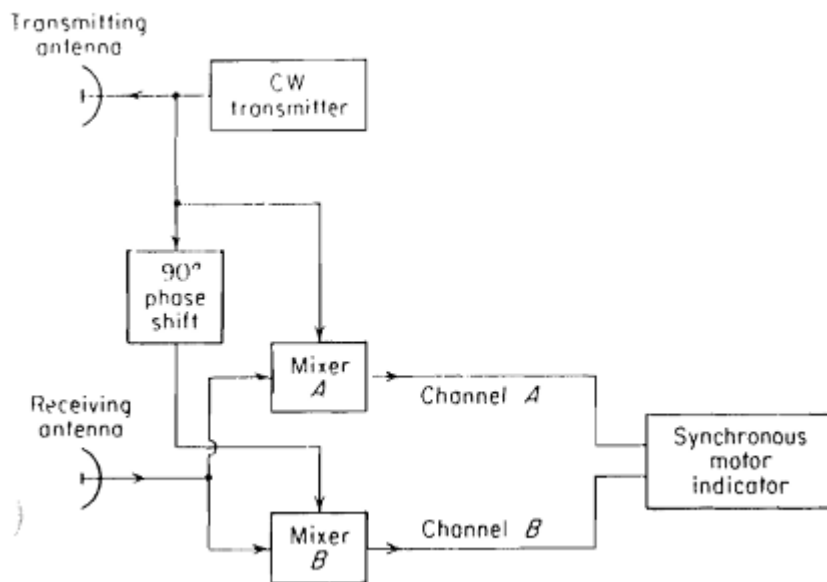 Transmitting
antenna
CW
transmitter
90°
phase
shift
Mixer
A
Channel A
Receiving
antenna
Synchronous
motor
indicator
Mixer
B
Channel B